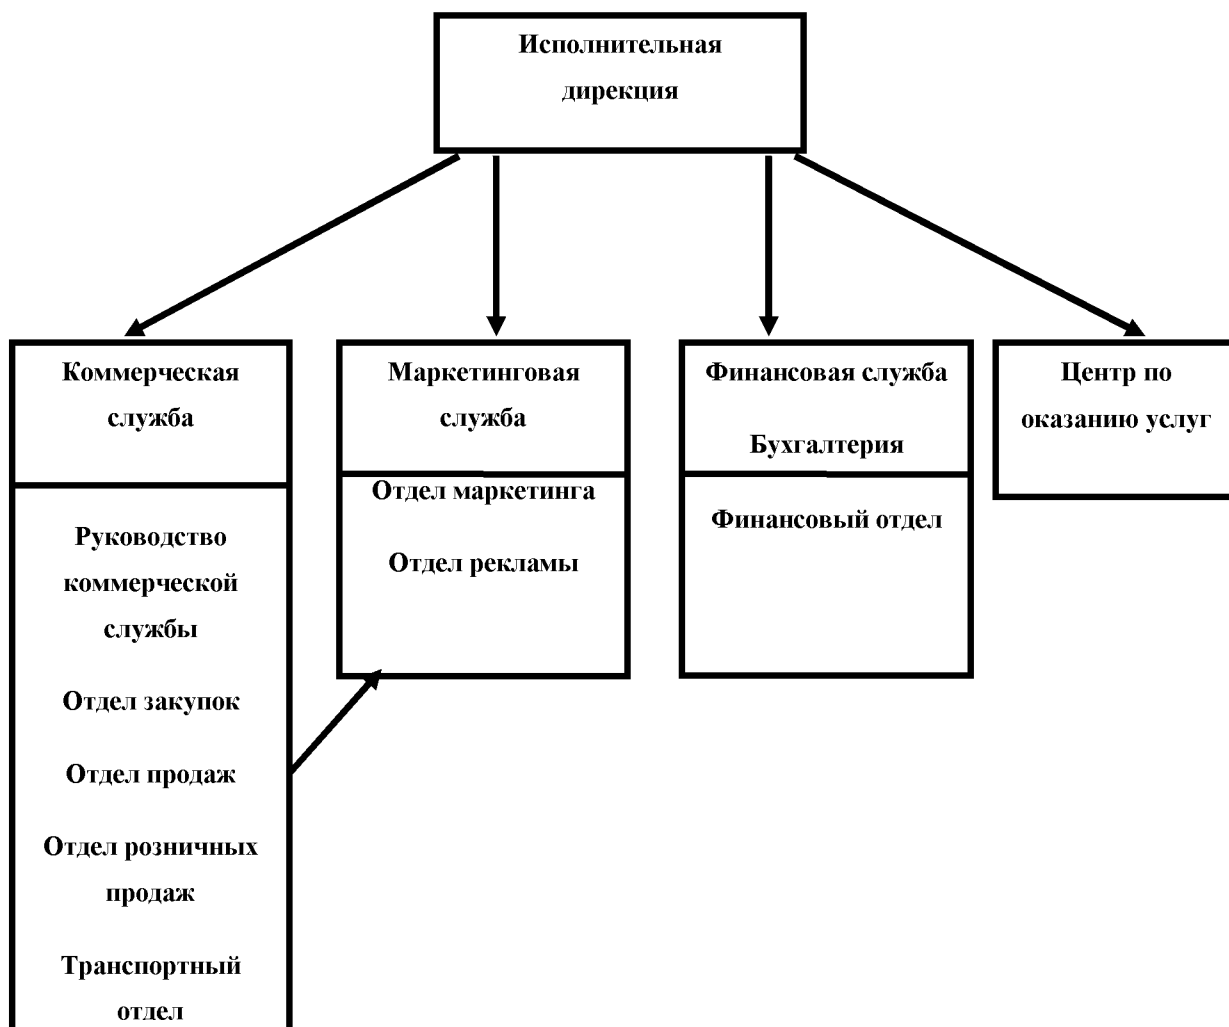 Исполнительная
дирекция
Коммерческая
служба
Руководство
коммерческой
службы
Отдел закупок
Отдел продаж
Отдел розничных
продаж
Транспортный
отдел
Маркетинговая
служба
Отдел маркетинга
Отдел рекламы
Финансовая служба
Бухгалтерия
Финансовый отдел
Центр по
оказанию услуг